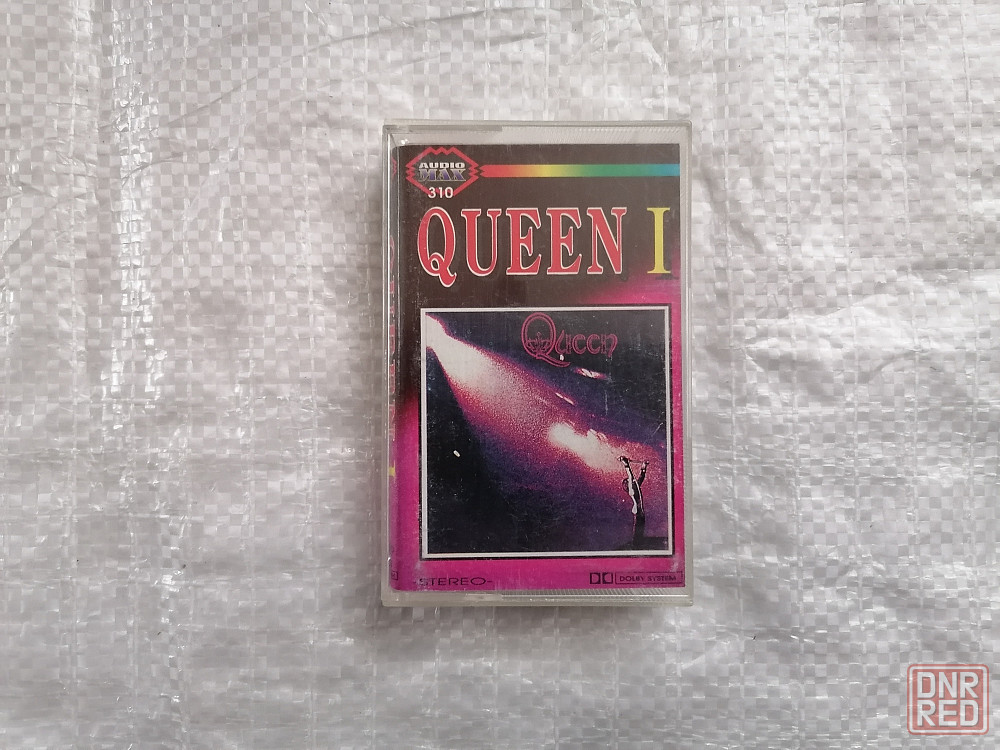 AUDIO
MAX
310
QUEEN I
Queen
-STEREO-
DOLBY SYSTEM
DNR
RED